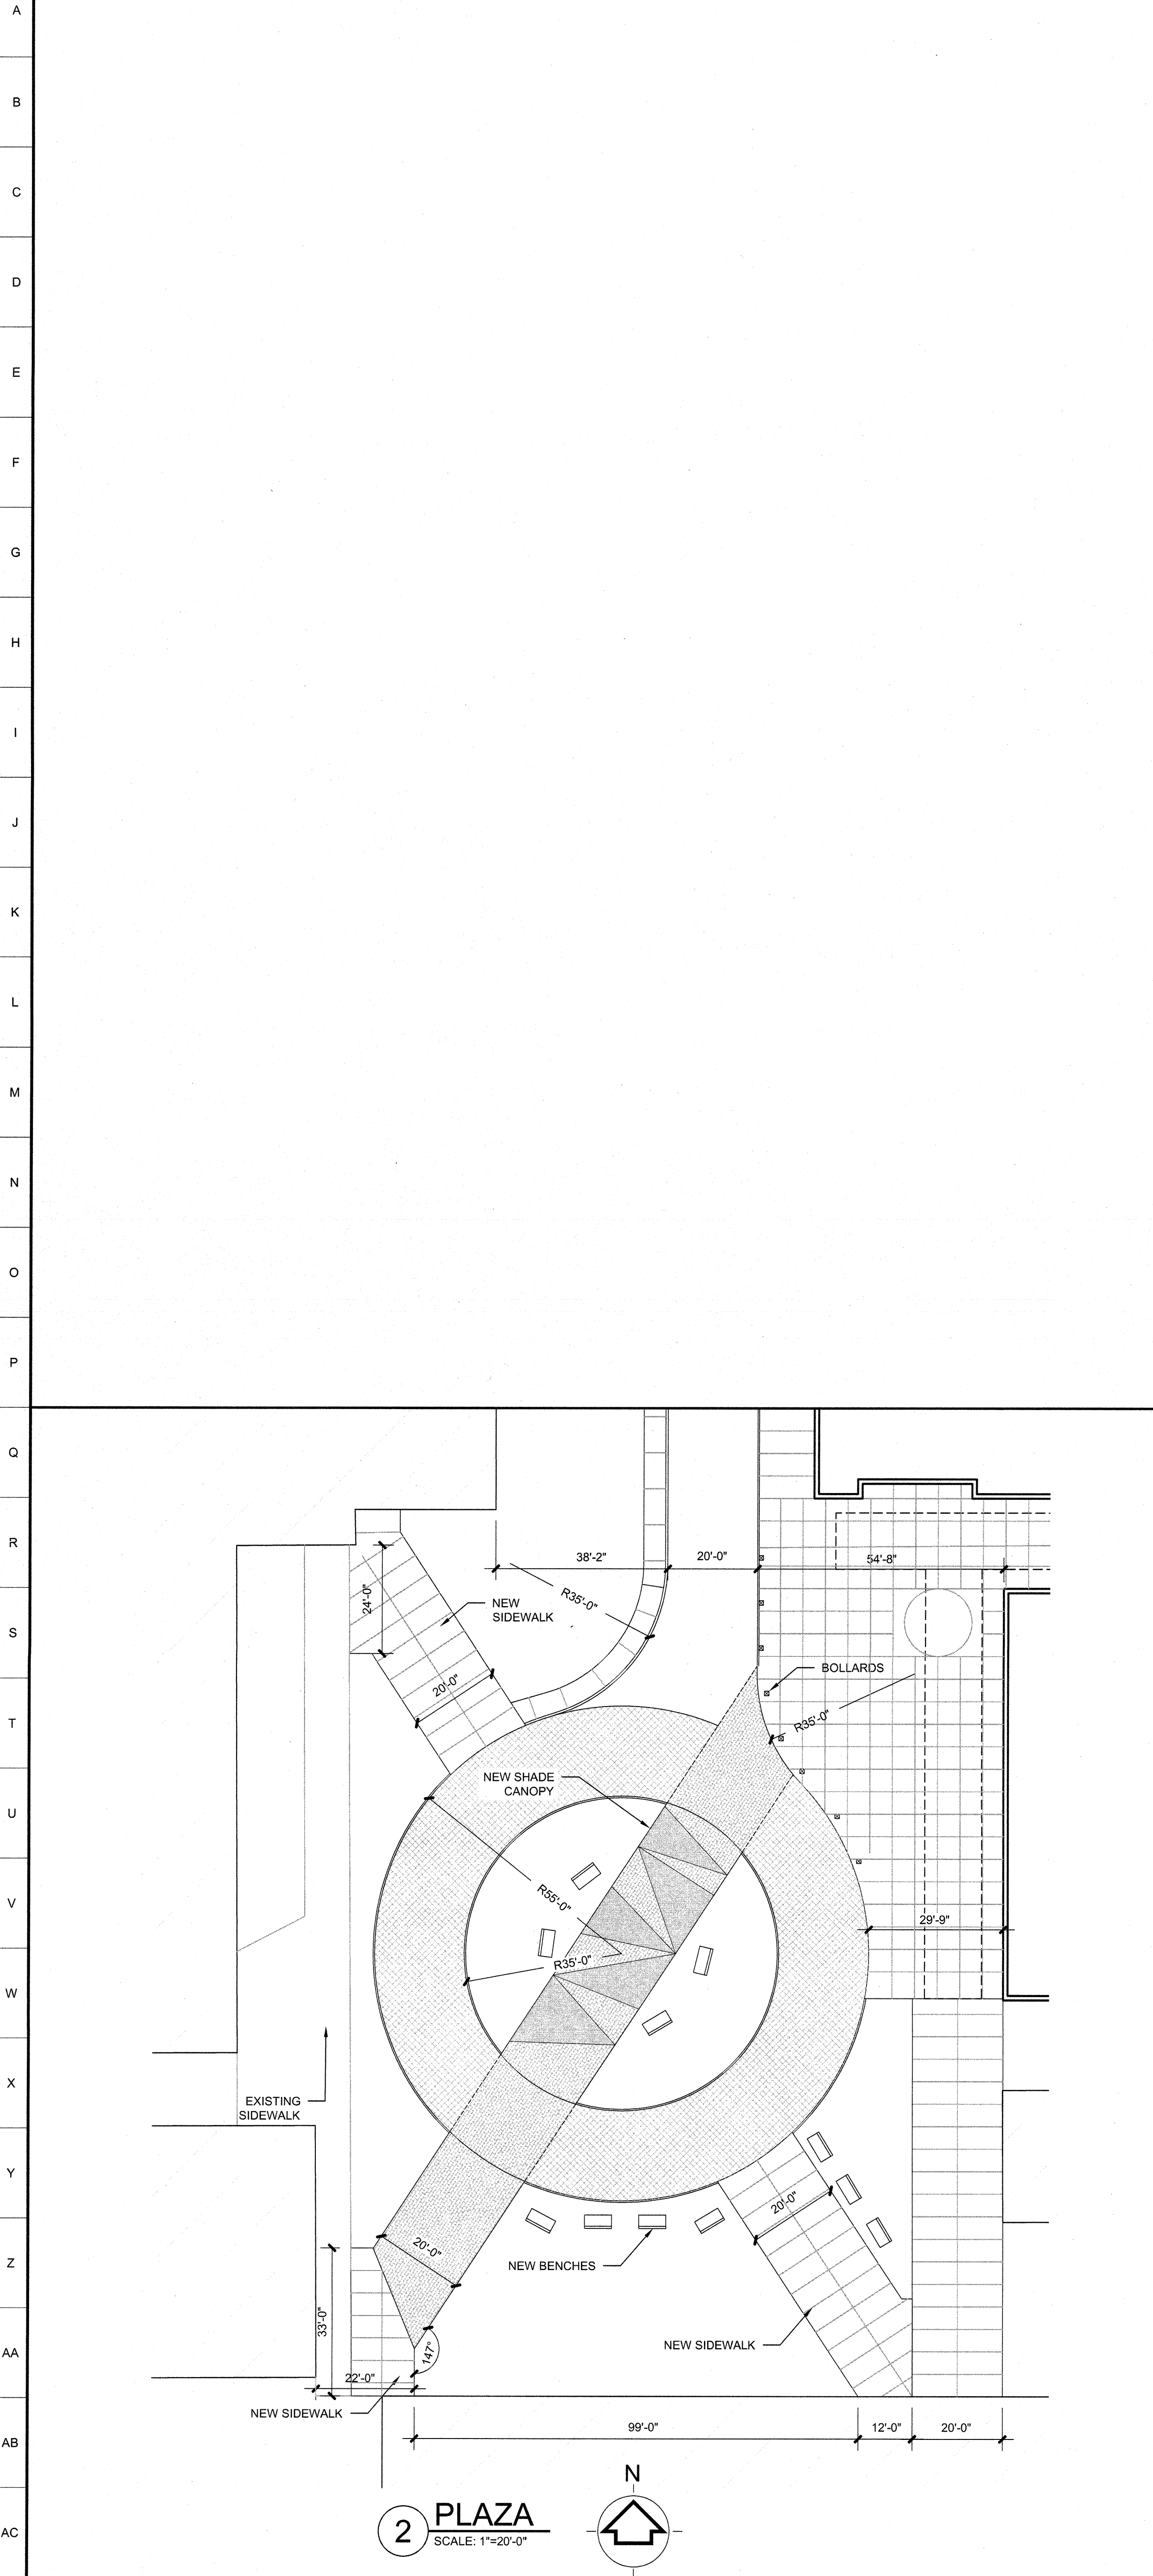 A
B
C
D
E
F
G
H
I
J
K
L
M
N
O
P
Q
R
S
T
U
V
W
X
Y
Z
AA
AB
AC
38'-2"
20'-0"
54'-8"
R35'-0"
24'-0"
NEW
SIDEWALK
20'-0"
BOLLARDS
R35'-0"
NEW SHADE
CANOPY
R55'-0"
R35'-0"
29'-9"
EXISTING
SIDEWALK
20'-0"
20'-0"
NEW BENCHES
33'-0"
147°
NEW SIDEWALK
22'-0"
NEW SIDEWALK
99'-0"
12'-0"
20'-0"
N
2
PLAZA
SCALE: 1"=20'-0"